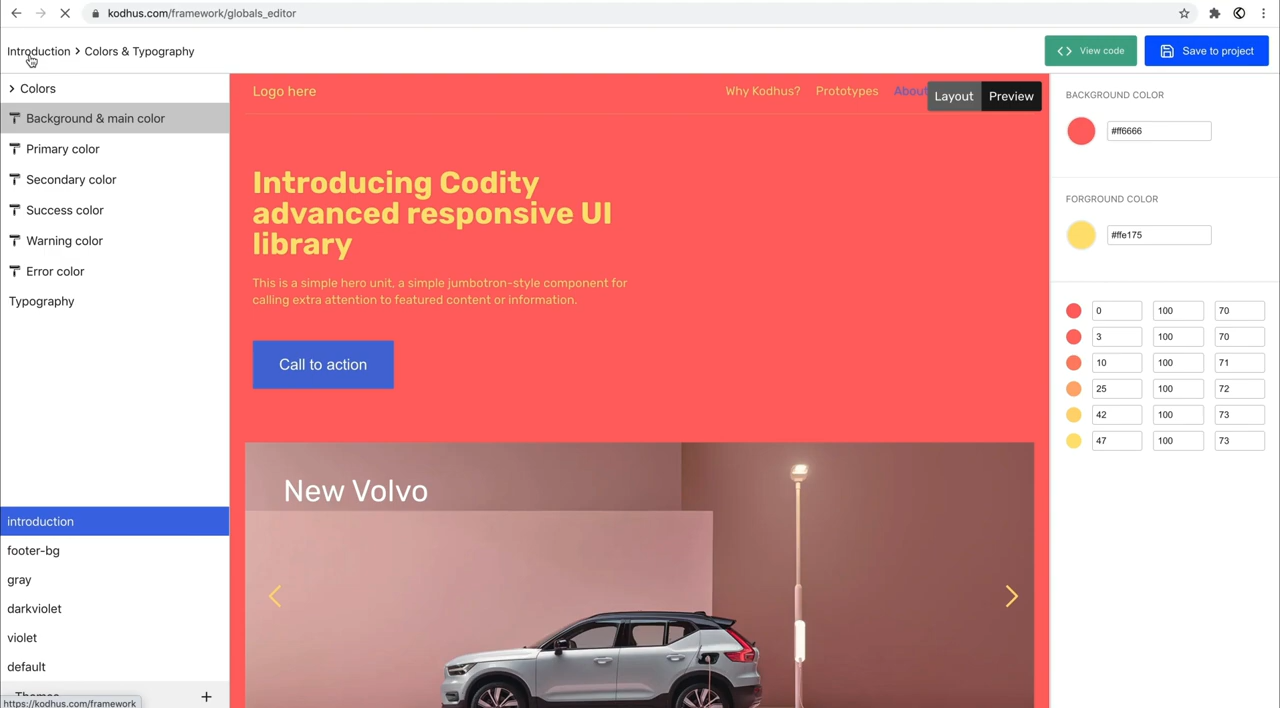 kodhus.com/framework/globals_editor
Introduction > Colors & Typography
View code
Save to project
Colors
Background & main color
Primary color
Secondary color
Success color
Warning color
Error color
Typography
introduction
footer-bg
gray
darkviolet
violet
default
Themes
+
https://kodhus.com/framework
Logo here
Why Kodhus?
Prototypes
About
Layout
Preview
Introducing Codity
advanced responsive UI
library
This is a simple hero unit, a simple jumbotron-style component for
calling extra attention to featured content or information.
Call to action
New Volvo
BACKGROUND COLOR
#ff6666
FORGROUND COLOR
#ffe175
0 100 70
3 100 70
10 100 71
25 100 72
42 100 73
47 100 73